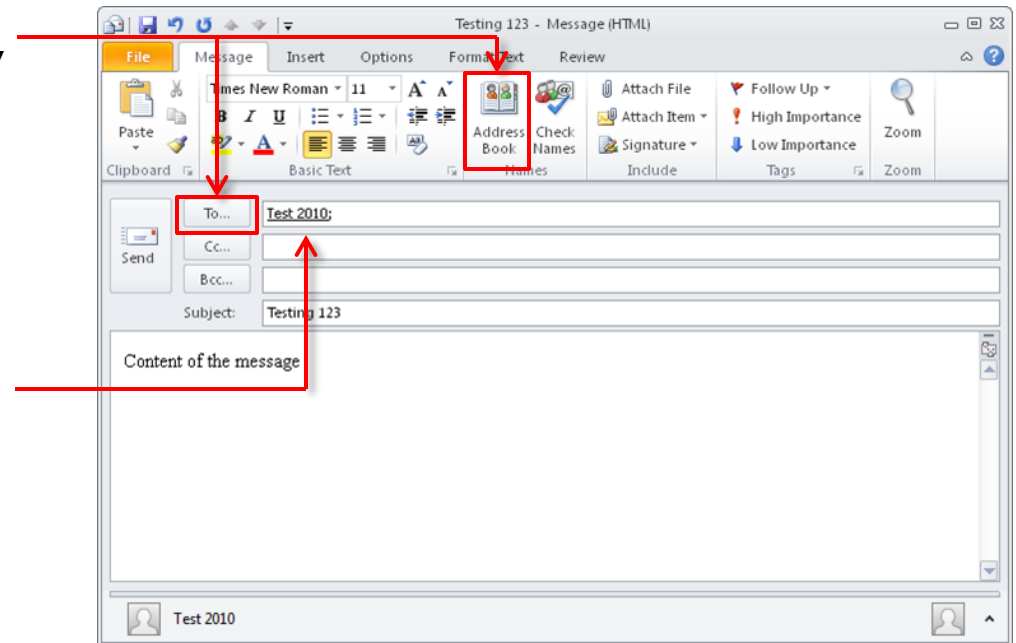 Testing 123 - Message (HTML)
File Message Insert Options Format Text Review
Times New Roman 11 A A
Attach File Follow Up
B I U
Attach Item High Importance
Paste Address Book Check Names Zoom
A Signature Low Importance
Clipboard Basic Text Names Include Tags Zoom
To... Test 2010;
Send
Cc...
Bcc...
Subject: Testing 123
Content of the message
Test 2010